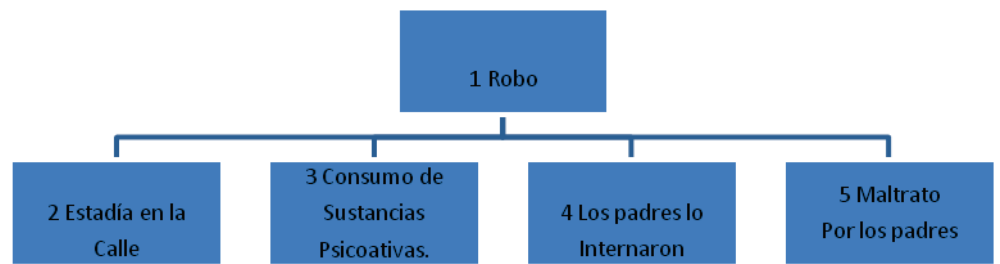 1 Robo
2 Estadía en la
Calle
3 Consumo de
Sustancias
Psicoativas.
4 Los padres lo
Internaron
5 Maltrato
Por los padres